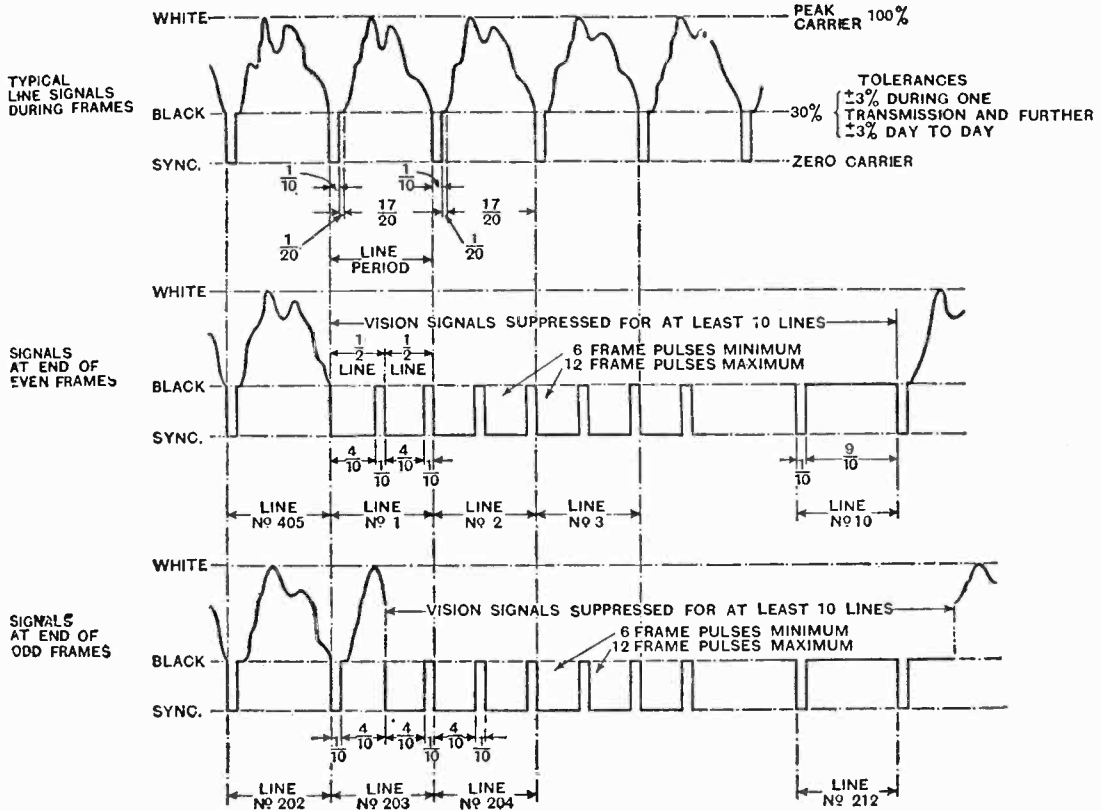 WHITE
PEAK
CARRIER 100%
TYPICAL
LINE SIGNALS
DURING FRAMES
TOLERANCES
±3% DURING ONE
TRANSMISSION AND FURTHER
±3% DAY TO DAY
BLACK
30%
SYNC.
ZERO CARRIER
1/10
1/10
17/20
17/20
1/20
1/20
LINE
PERIOD
WHITE
VISION SIGNALS SUPPRESSED FOR AT LEAST 10 LINES
SIGNALS
AT END OF
EVEN FRAMES
1/2 1/2
LINE LINE
6 FRAME PULSES MINIMUM
12 FRAME PULSES MAXIMUM
BLACK
SYNC.
4/10 1/10 4/10 1/10
1/10 9/10
LINE
Nº 405
LINE
Nº 1
LINE
Nº 2
LINE
Nº 3
LINE
Nº 10
WHITE
VISION SIGNALS SUPPRESSED FOR AT LEAST 10 LINES
SIGNALS
AT END OF
ODD FRAMES
6 FRAME PULSES MINIMUM
12 FRAME PULSES MAXIMUM
BLACK
SYNC.
1/10 4/10 4/10 1/10 4/10 1/10
LINE
Nº 202
LINE
Nº 203
LINE
Nº 204
LINE
Nº 212